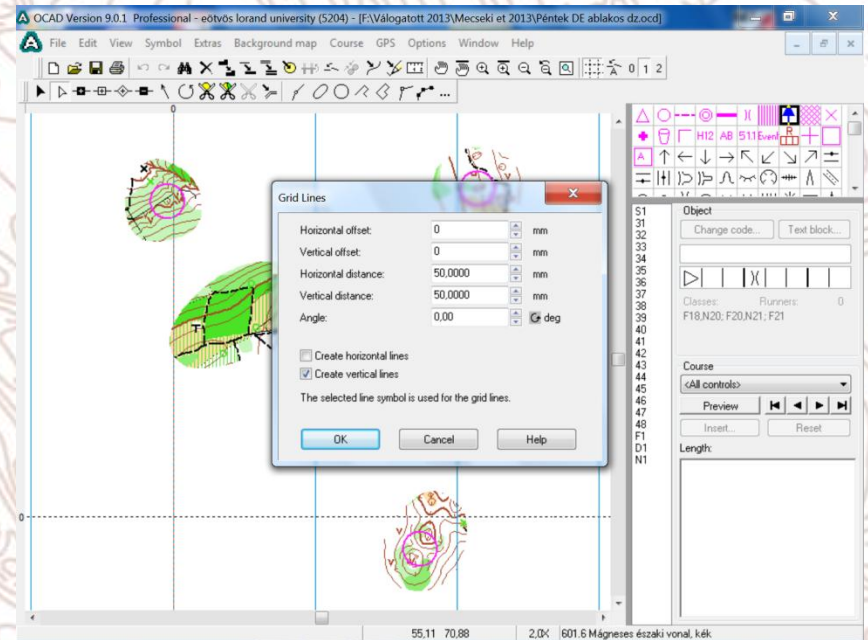 OCAD Version 9.0.1 Professional - eötvös lorand university (5204) - [F:\Válogatott 2013\Mecseki et 2013\Péntek DE ablakos dz.ocd]
File Edit View Symbol Extras Background map Course GPS Options Window Help
0 1 2
0
H12 AB 511 Event R
A
Grid Lines
Horizontal offset: 0 mm
Vertical offset: 0 mm
Horizontal distance: 50,0000 mm
Vertical distance: 50,0000 mm
Angle: 0,00 G deg
Create horizontal lines
Create vertical lines
The selected line symbol is used for the grid lines.
OK Cancel Help
S1
31
32
33
34
35
36
37
38
39
40
41
42
43
44
45
46
47
48
F1
D1
N1
Object
Change code... Text block...
Classes: Runners: 0
F18,N20; F20,N21; F21
Course
<All controls>
Preview
Insert... Reset
Length:
0
55,11 70,88 2,0X 601.6 Mágneses északi vonal, kék